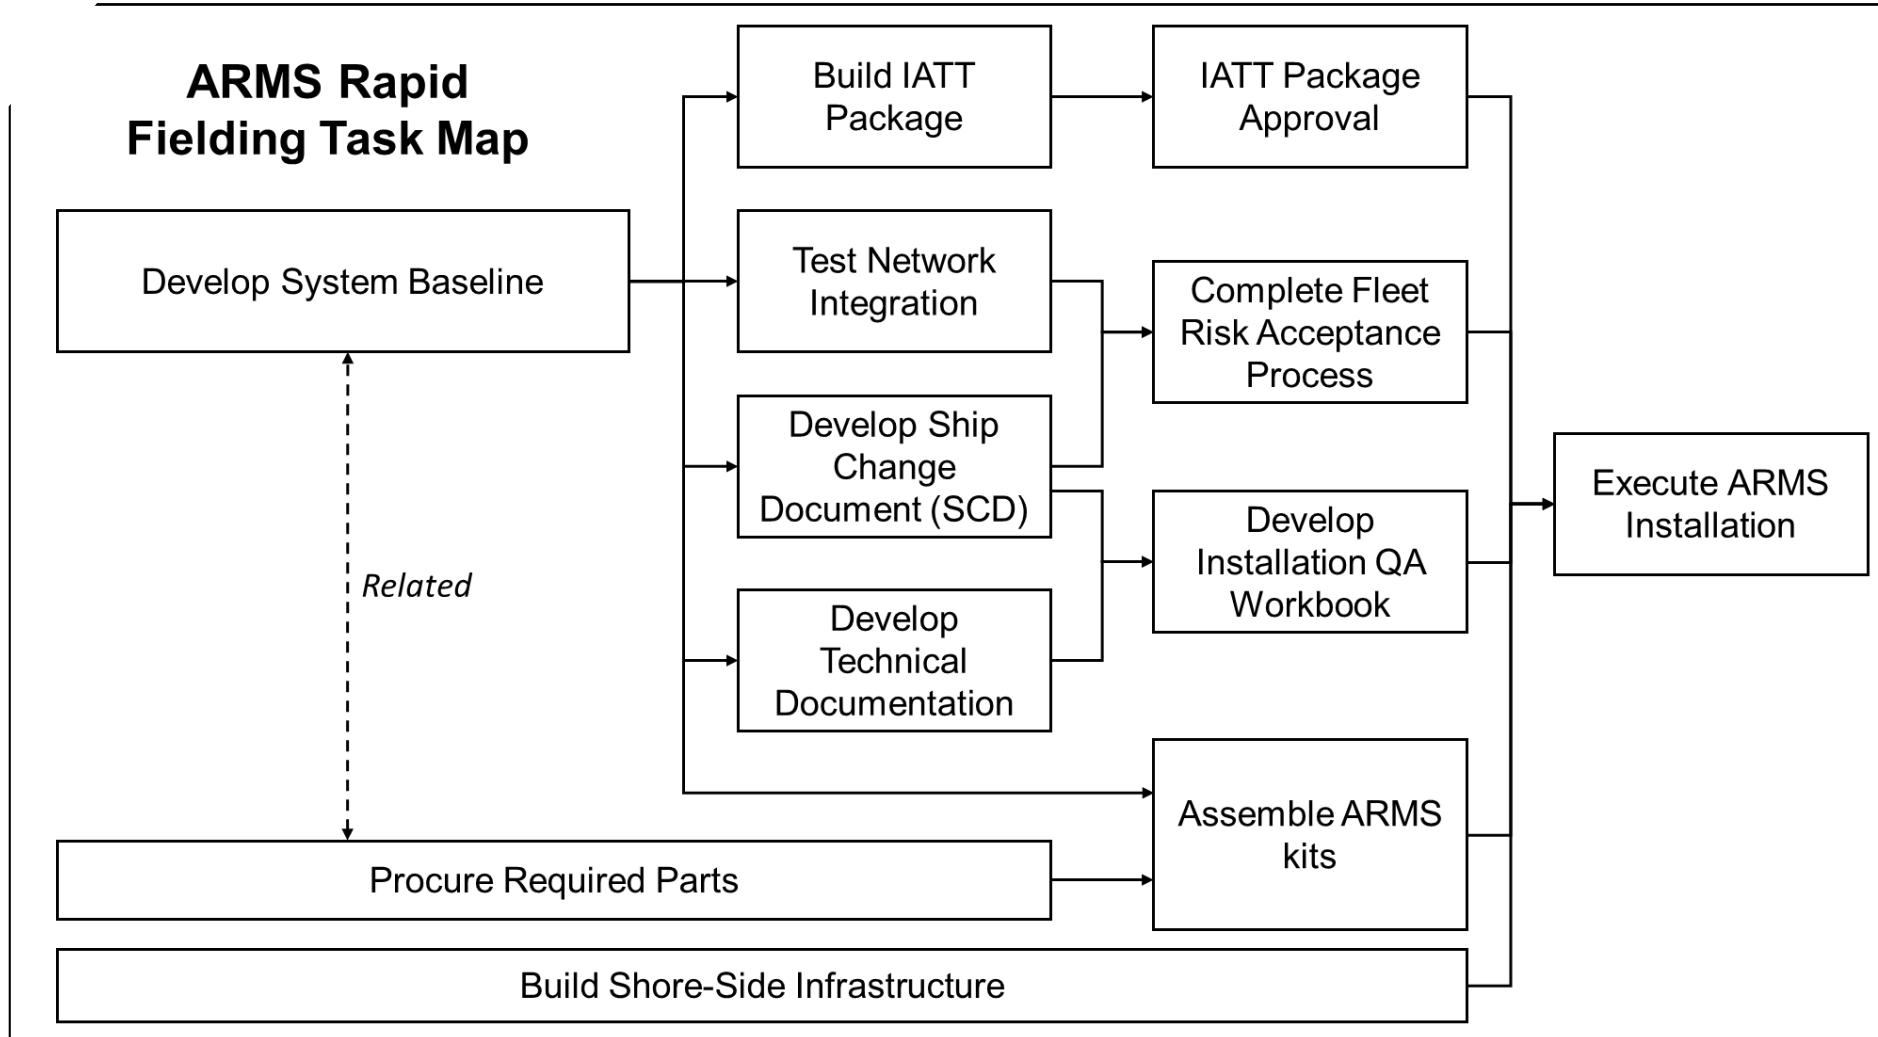 ARMS Rapid
Fielding Task Map
Build IATT
Package
IATT Package
Approval
Develop System Baseline
Test Network
Integration
Complete Fleet
Risk Acceptance
Process
Develop Ship
Change
Document (SCD)
Execute ARMS
Installation
Develop
Installation QA
Workbook
Related
Develop
Technical
Documentation
Assemble ARMS
kits
Procure Required Parts
Build Shore-Side Infrastructure